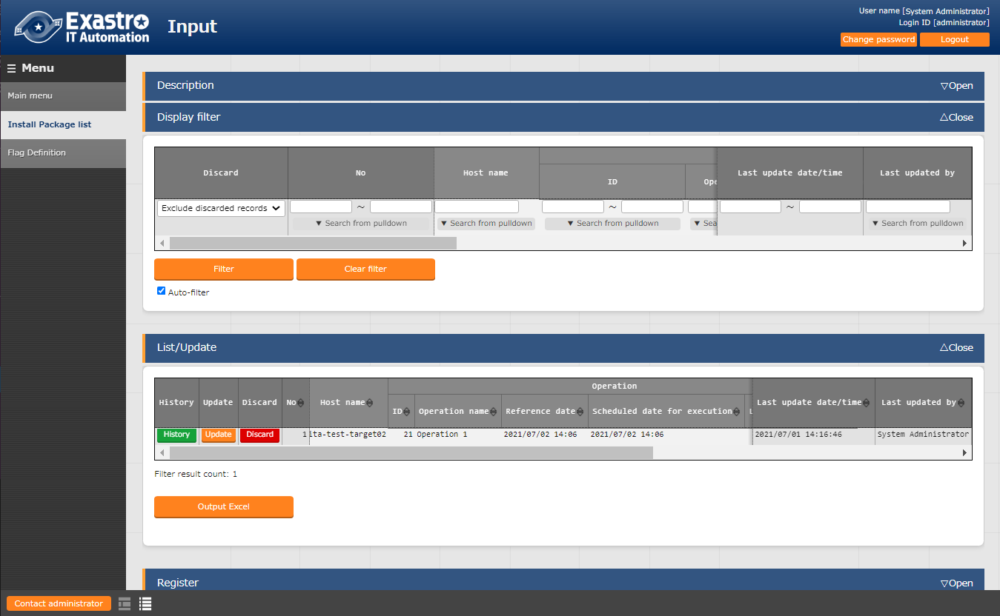 Exastro
IT Automation
Input
User name [System Administrator]
Login ID [administrator]
Change password
Logout
☰ Menu
Main menu
Install Package list
Flag Definition
Description
▽Open
Display filter
△Close
Discard
No
Host name
ID
Ope
Last update date/time
Last updated by
Exclude discarded records
~
~
~
▼ Search from pulldown
▼ Search from pulldown
▼ Search from pulldown
▼ Sea
▼ Search from pulldown
Filter
Clear filter
Auto-filter
List/Update
△Close
History
Update
Discard
No
Host name
Operation
ID
Operation name
Reference date
Scheduled date for execution
Last update date/time
Last updated by
History
Update
Discard
1
ita-test-target02
21
Operation 1
2021/07/02 14:06
2021/07/02 14:06
2021/07/01 14:16:46
System Administrator
Filter result count: 1
Output Excel
Register
▽Open
Contact administrator